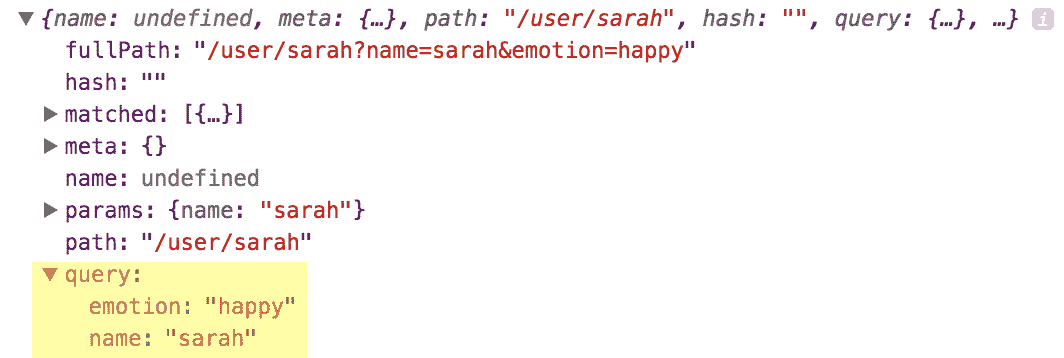 ▼{name: undefined, meta: {…}, path: "/user/sarah", hash: "", query: {…}, …} i
fullPath: "/user/sarah?name=sarah&emotion=happy"
hash: ""
▶ matched: [{…}]
▶ meta: {}
name: undefined
▶ params: {name: "sarah"}
path: "/user/sarah"
▼ query:
emotion: "happy"
name: "sarah"